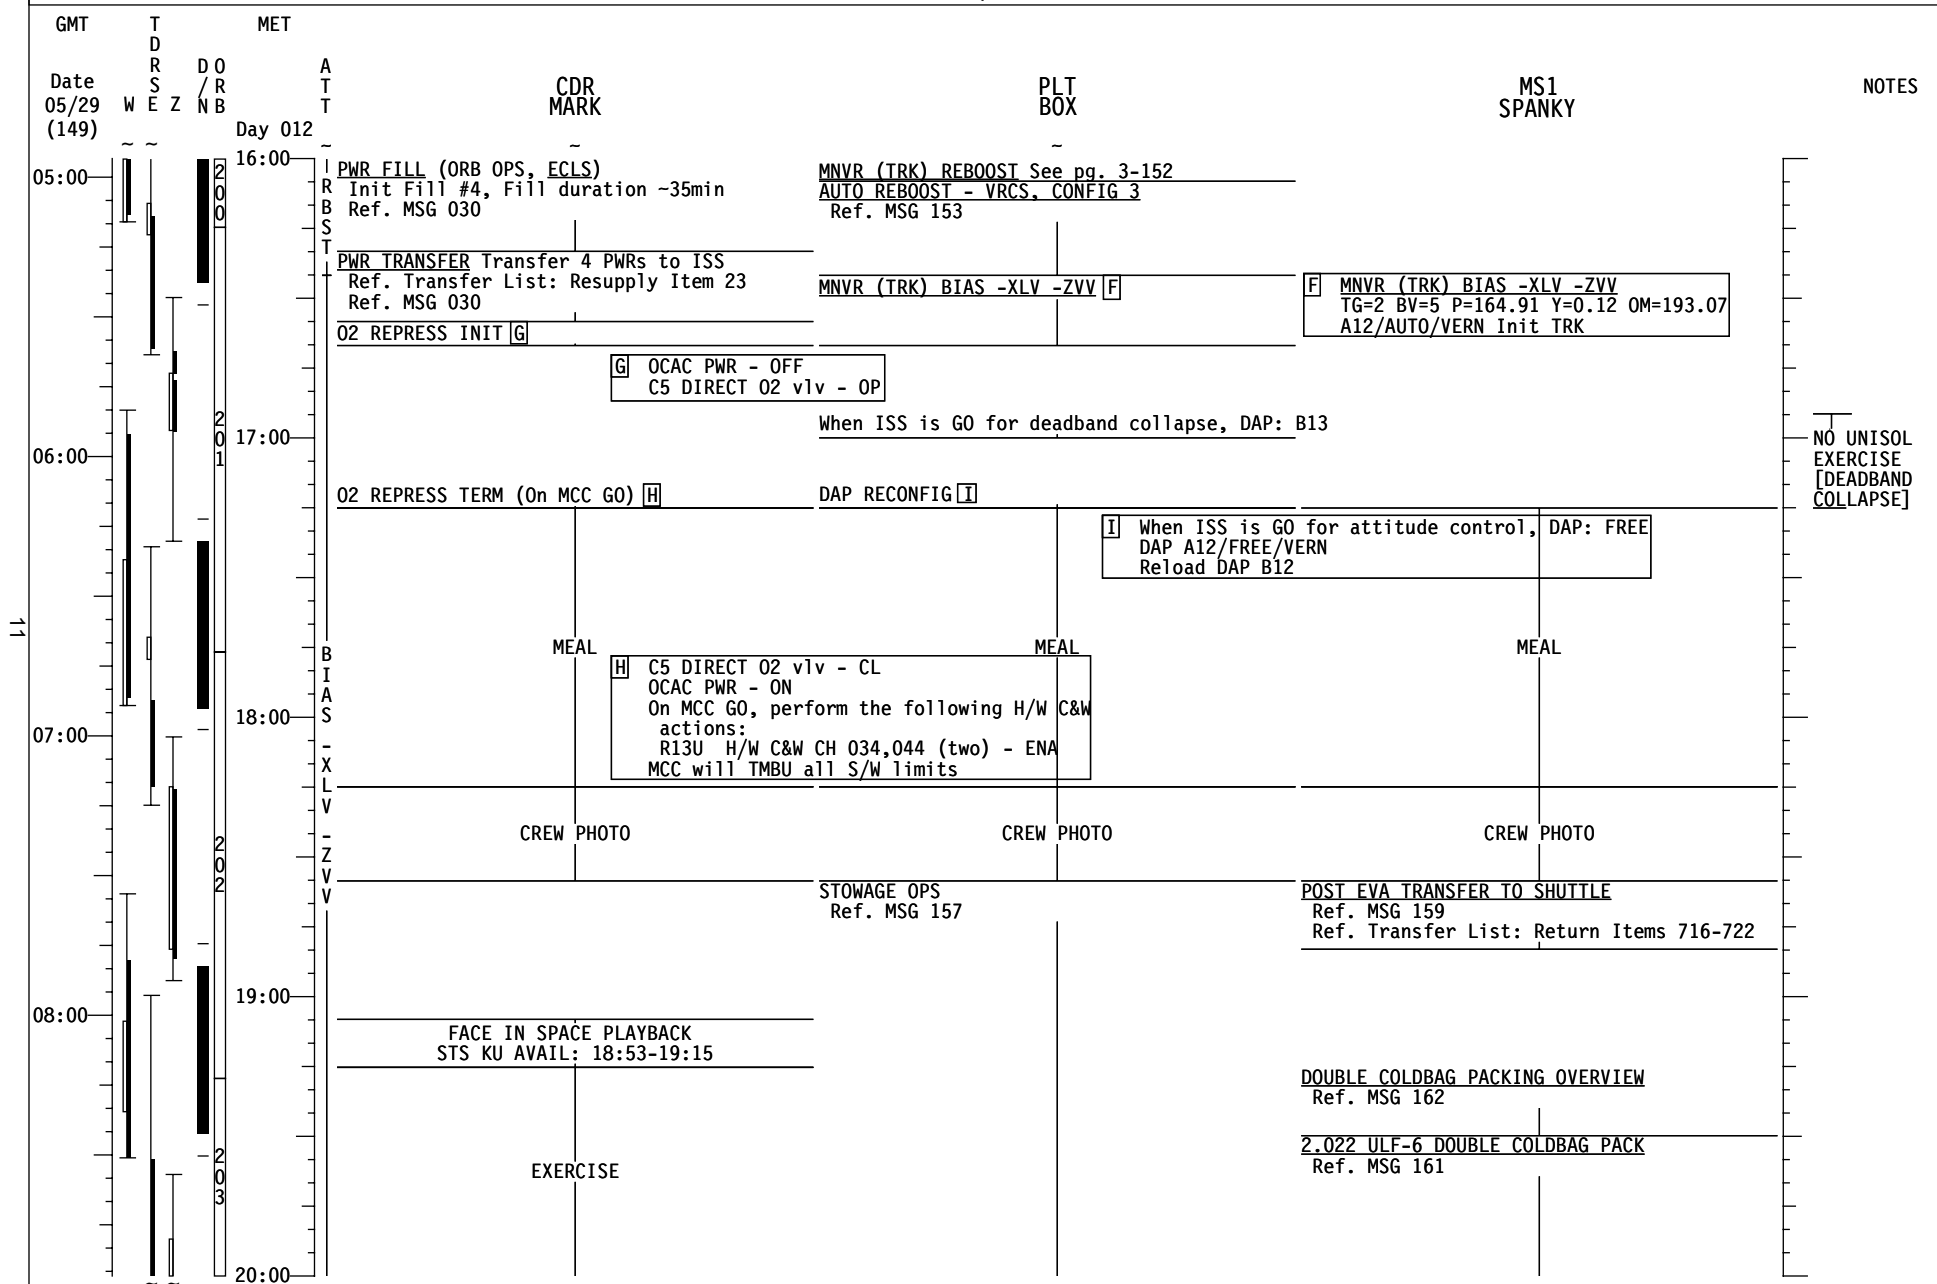 GMT
TDRS
MET
Date
05/29
(149)
W E Z
D/N
ORB
ATT
Day 012
CDR
MARK
PLT
BOX
MS1
SPANKY
NOTES
~ ~
~
~
~
05:00
06:00
07:00
08:00
200
201
202
203
16:00
17:00
18:00
19:00
20:00
RBST
BIAS -XLV -ZVV
PWR FILL (ORB OPS, ECLS)
Init Fill #4, Fill duration ~35min
Ref. MSG 030
PWR TRANSFER Transfer 4 PWRs to ISS
Ref. Transfer List: Resupply Item 23
Ref. MSG 030
O2 REPRESS INIT G
G OCAC PWR - OFF
C5 DIRECT O2 vlv - OP
O2 REPRESS TERM (On MCC GO) H
MEAL
H C5 DIRECT O2 vlv - CL
OCAC PWR - ON
On MCC GO, perform the following H/W C&W
actions:
R13U H/W C&W CH 034,044 (two) - ENA
MCC will TMBU all S/W limits
CREW PHOTO
FACE IN SPACE PLAYBACK
STS KU AVAIL: 18:53-19:15
EXERCISE
MNVR (TRK) REBOOST See pg. 3-152
AUTO REBOOST - VRCS, CONFIG 3
Ref. MSG 153
MNVR (TRK) BIAS -XLV -ZVV F
When ISS is GO for deadband collapse, DAP: B13
DAP RECONFIG I
I When ISS is GO for attitude control, DAP: FREE
DAP A12/FREE/VERN
Reload DAP B12
MEAL
CREW PHOTO
STOWAGE OPS
Ref. MSG 157
F MNVR (TRK) BIAS -XLV -ZVV
TG=2 BV=5 P=164.91 Y=0.12 OM=193.07
A12/AUTO/VERN Init TRK
MEAL
CREW PHOTO
POST EVA TRANSFER TO SHUTTLE
Ref. MSG 159
Ref. Transfer List: Return Items 716-722
DOUBLE COLDBAG PACKING OVERVIEW
Ref. MSG 162
2.022 ULF-6 DOUBLE COLDBAG PACK
Ref. MSG 161
NO UNISOL
EXERCISE
[DEADBAND
COLLAPSE]
11